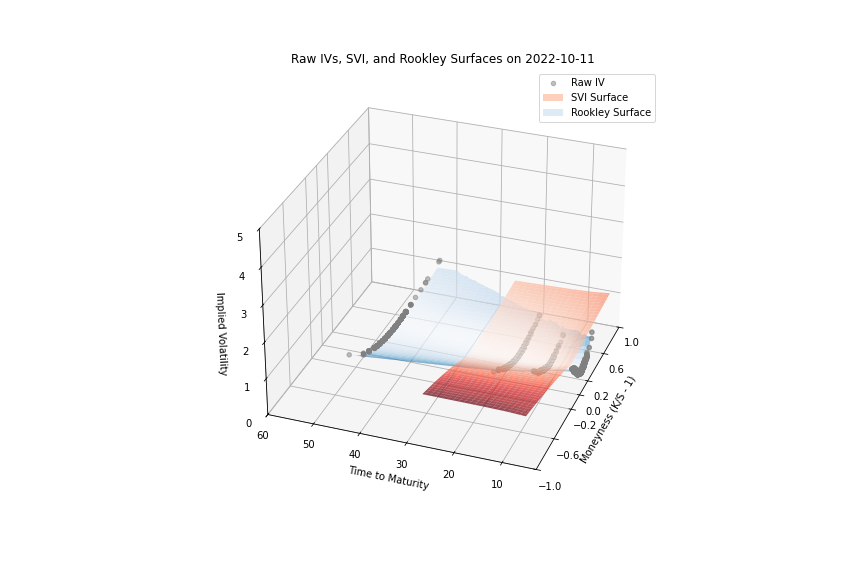 Raw IVs, SVI, and Rookley Surfaces on 2022-10-11
Raw IV
SVI Surface
Rookley Surface
5
4
3
2
1
0
Implied Volatility
60
50
40
30
20
10
Time to Maturity
1.0
0.6
0.2
0.0
−0.2
−0.6
−1.0
Moneyness (K/S - 1)